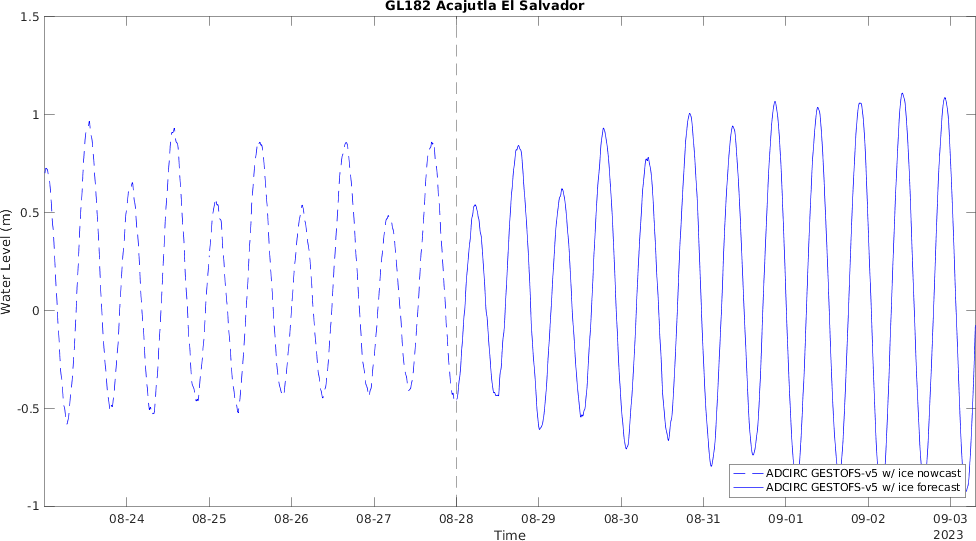 GL182 Acajutla El Salvador
Water Level (m)
1.5
1
0.5
0
-0.5
-1
ADCIRC GESTOFS-v5 w/ ice nowcast
ADCIRC GESTOFS-v5 w/ ice forecast
08-24 08-25 08-26 08-27 08-28 08-29 08-30 08-31 09-01 09-02 09-03
Time 2023